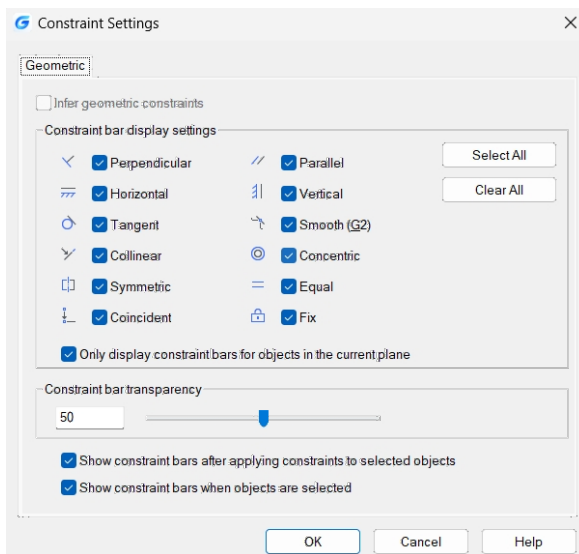 Constraint Settings
Geometric
Infer geometric constraints
Constraint bar display settings
Perpendicular
Parallel
Select All
Horizontal
Vertical
Clear All
Tangent
Smooth (G2)
Collinear
Concentric
Symmetric
Equal
Coincident
Fix
Only display constraint bars for objects in the current plane
Constraint bar transparency
50
Show constraint bars after applying constraints to selected objects
Show constraint bars when objects are selected
OK
Cancel
Help